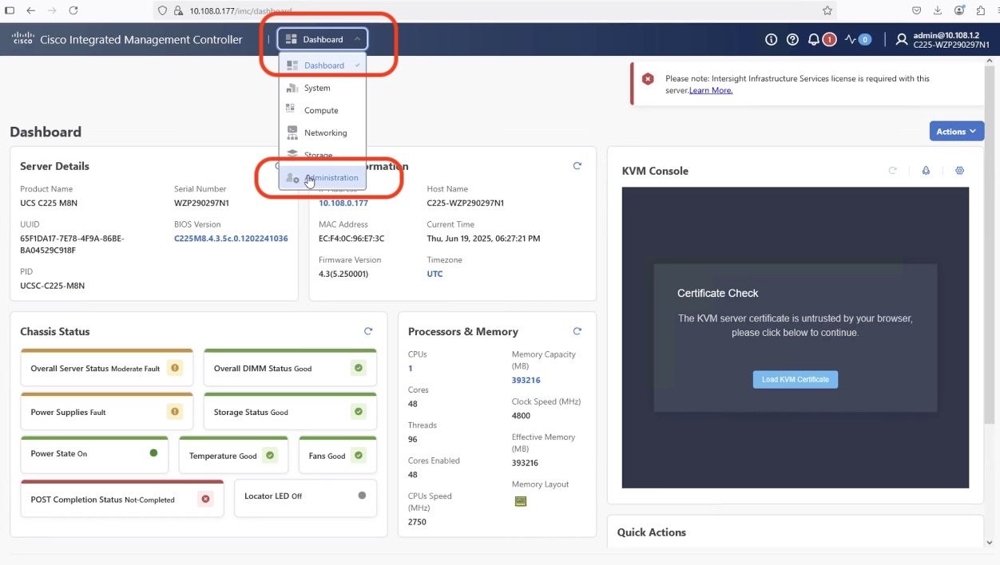 10.108.0.177/imc/dashboard
cisco
Cisco Integrated Management Controller
Dashboard
1
0
admin@10.108.1.2
C225-WZP290297N1
Dashboard
System
Compute
Networking
Storage
Administration
Please note: Intersight Infrastructure Services license is required with this
server.Learn More.
Dashboard
Actions
Server Details
Product Name
UCS C225 M8N
Serial Number
WZP290297N1
UUID
65F1DA17-7E78-4F9A-86BE-
BA04529C918F
BIOS Version
C225M8.4.3.5c.0.1202241036
PID
UCSC-C225-M8N
10.108.0.177
Host Name
C225-WZP290297N1
MAC Address
EC:F4:0C:96:E7:3C
Current Time
Thu, Jun 19, 2025, 06:27:21 PM
Firmware Version
4.3(5.250001)
Timezone
UTC
KVM Console
Certificate Check
The KVM server certificate is untrusted by your browser,
please click below to continue.
Load KVM Certificate
Chassis Status
Overall Server Status Moderate Fault
Overall DIMM Status Good
Power Supplies Fault
Storage Status Good
Power State On
Temperature Good
Fans Good
POST Completion Status Not-Completed
Locator LED Off
Processors & Memory
CPUs
1
Cores
48
Threads
96
Cores Enabled
48
CPUs Speed
(MHz)
2750
Memory Capacity
(MB)
393216
Clock Speed (MHz)
4800
Effective Memory
(MB)
393216
Memory Layout
Quick Actions